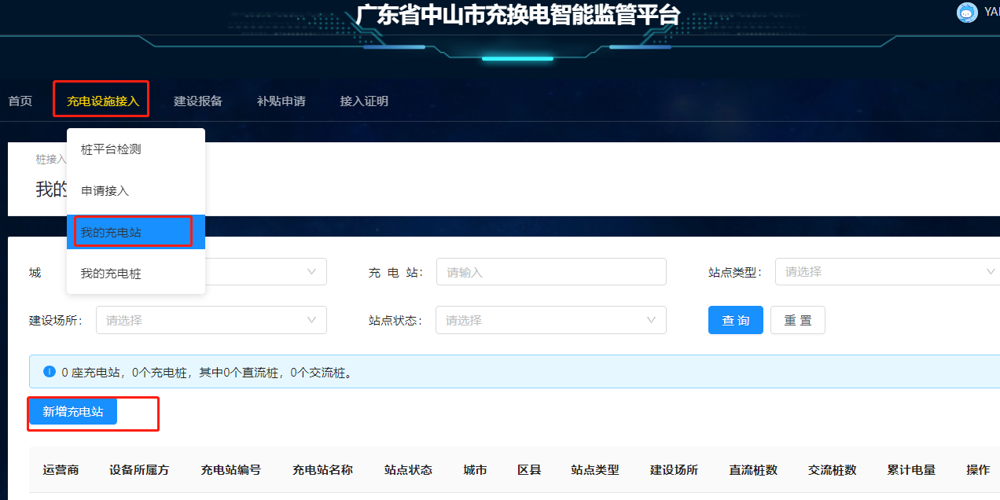 广东省中山市充换电智能监管平台
首页 充电设施接入 建设报备 补贴申请 接入证明
桩平台检测
桩接入
我的
申请接入
我的充电站
我的充电桩
城 充 电 站: 请输入 站点类型: 请选择
建设场所: 请选择 站点状态: 请选择 查 询 重 置
0 座充电站，0个充电桩，其中0个直流桩，0个交流桩。
新增充电站
运营商 设备所属方 充电站编号 充电站名称 站点状态 城市 区县 站点类型 建设场所 直流桩数 交流桩数 累计电量 操作